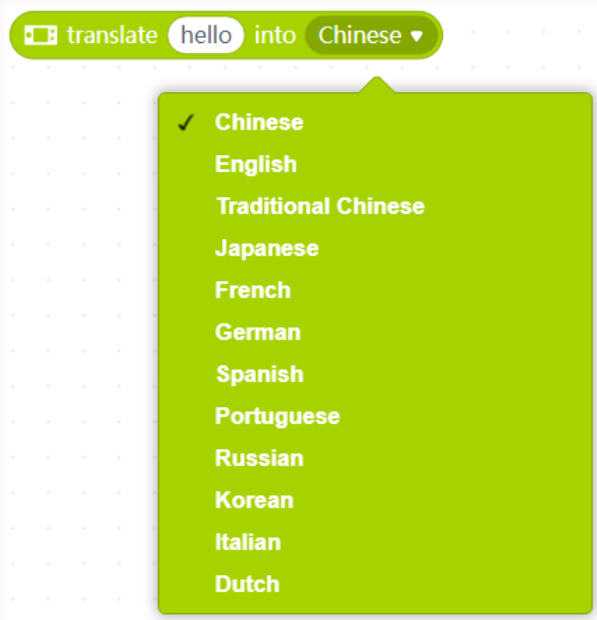 translate hello into Chinese
Chinese
English
Traditional Chinese
Japanese
French
German
Spanish
Portuguese
Russian
Korean
Italian
Dutch